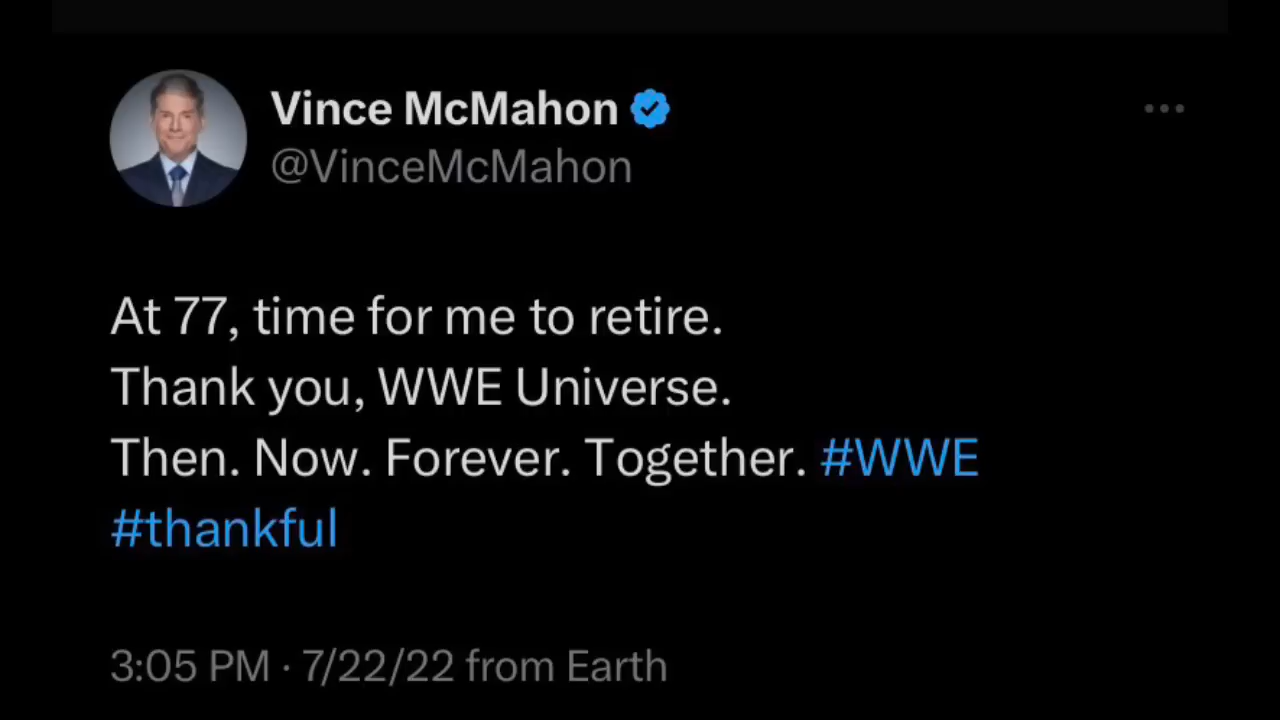 Vince McMahon
@VinceMcMahon
At 77, time for me to retire.
Thank you, WWE Universe.
Then. Now. Forever. Together. #WWE
#thankful
3:05 PM · 7/22/22 from Earth